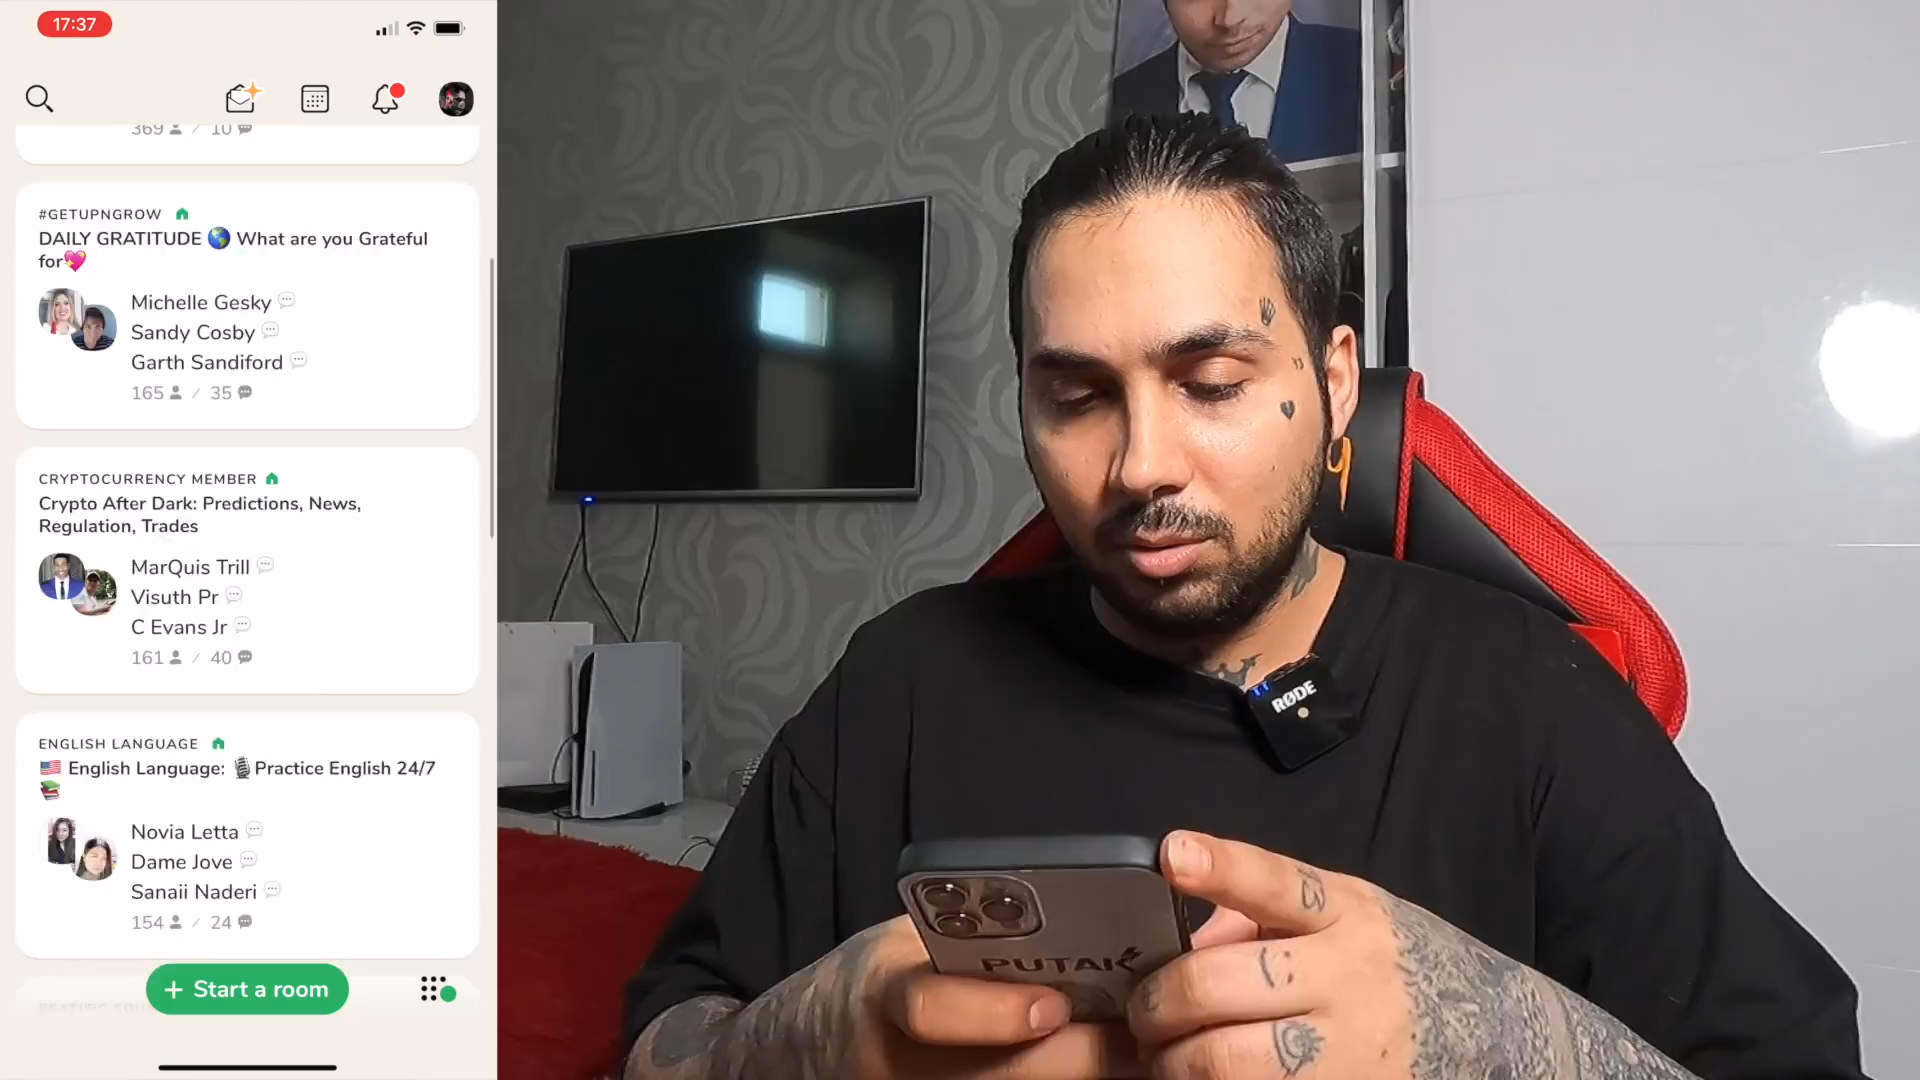 17:37
369 / 10
#GETUPNGROW
DAILY GRATITUDE 🌎 What are you Grateful
for💖
Michelle Gesky
Sandy Cosby
Garth Sandiford
165 / 35
CRYPTOCURRENCY MEMBER
Crypto After Dark: Predictions, News,
Regulation, Trades
MarQuis Trill
Visuth Pr
C Evans Jr
161 / 40
ENGLISH LANGUAGE
🇺🇸 English Language: 🎙️Practice English 24/7
📚
Novia Letta
Dame Jove
Sanaii Naderi
154 / 24
+ Start a room
RØDE
PUTAK
13